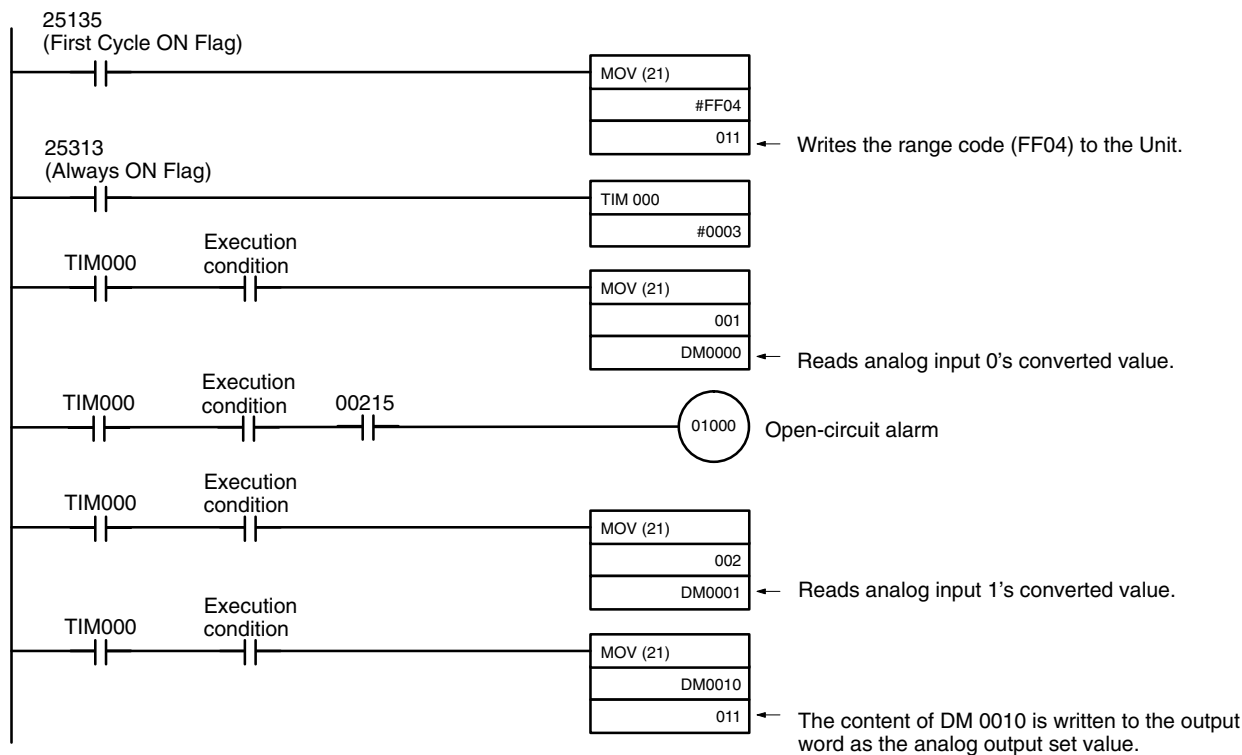 25135
(First Cycle ON Flag)
MOV (21)
#FF04
011
Writes the range code (FF04) to the Unit.
25313
(Always ON Flag)
TIM 000
#0003
TIM000
Execution
condition
MOV (21)
001
DM0000
Reads analog input 0’s converted value.
TIM000
Execution
condition
00215
01000
Open-circuit alarm
TIM000
Execution
condition
MOV (21)
002
DM0001
Reads analog input 1’s converted value.
TIM000
Execution
condition
MOV (21)
DM0010
011
The content of DM 0010 is written to the output
word as the analog output set value.